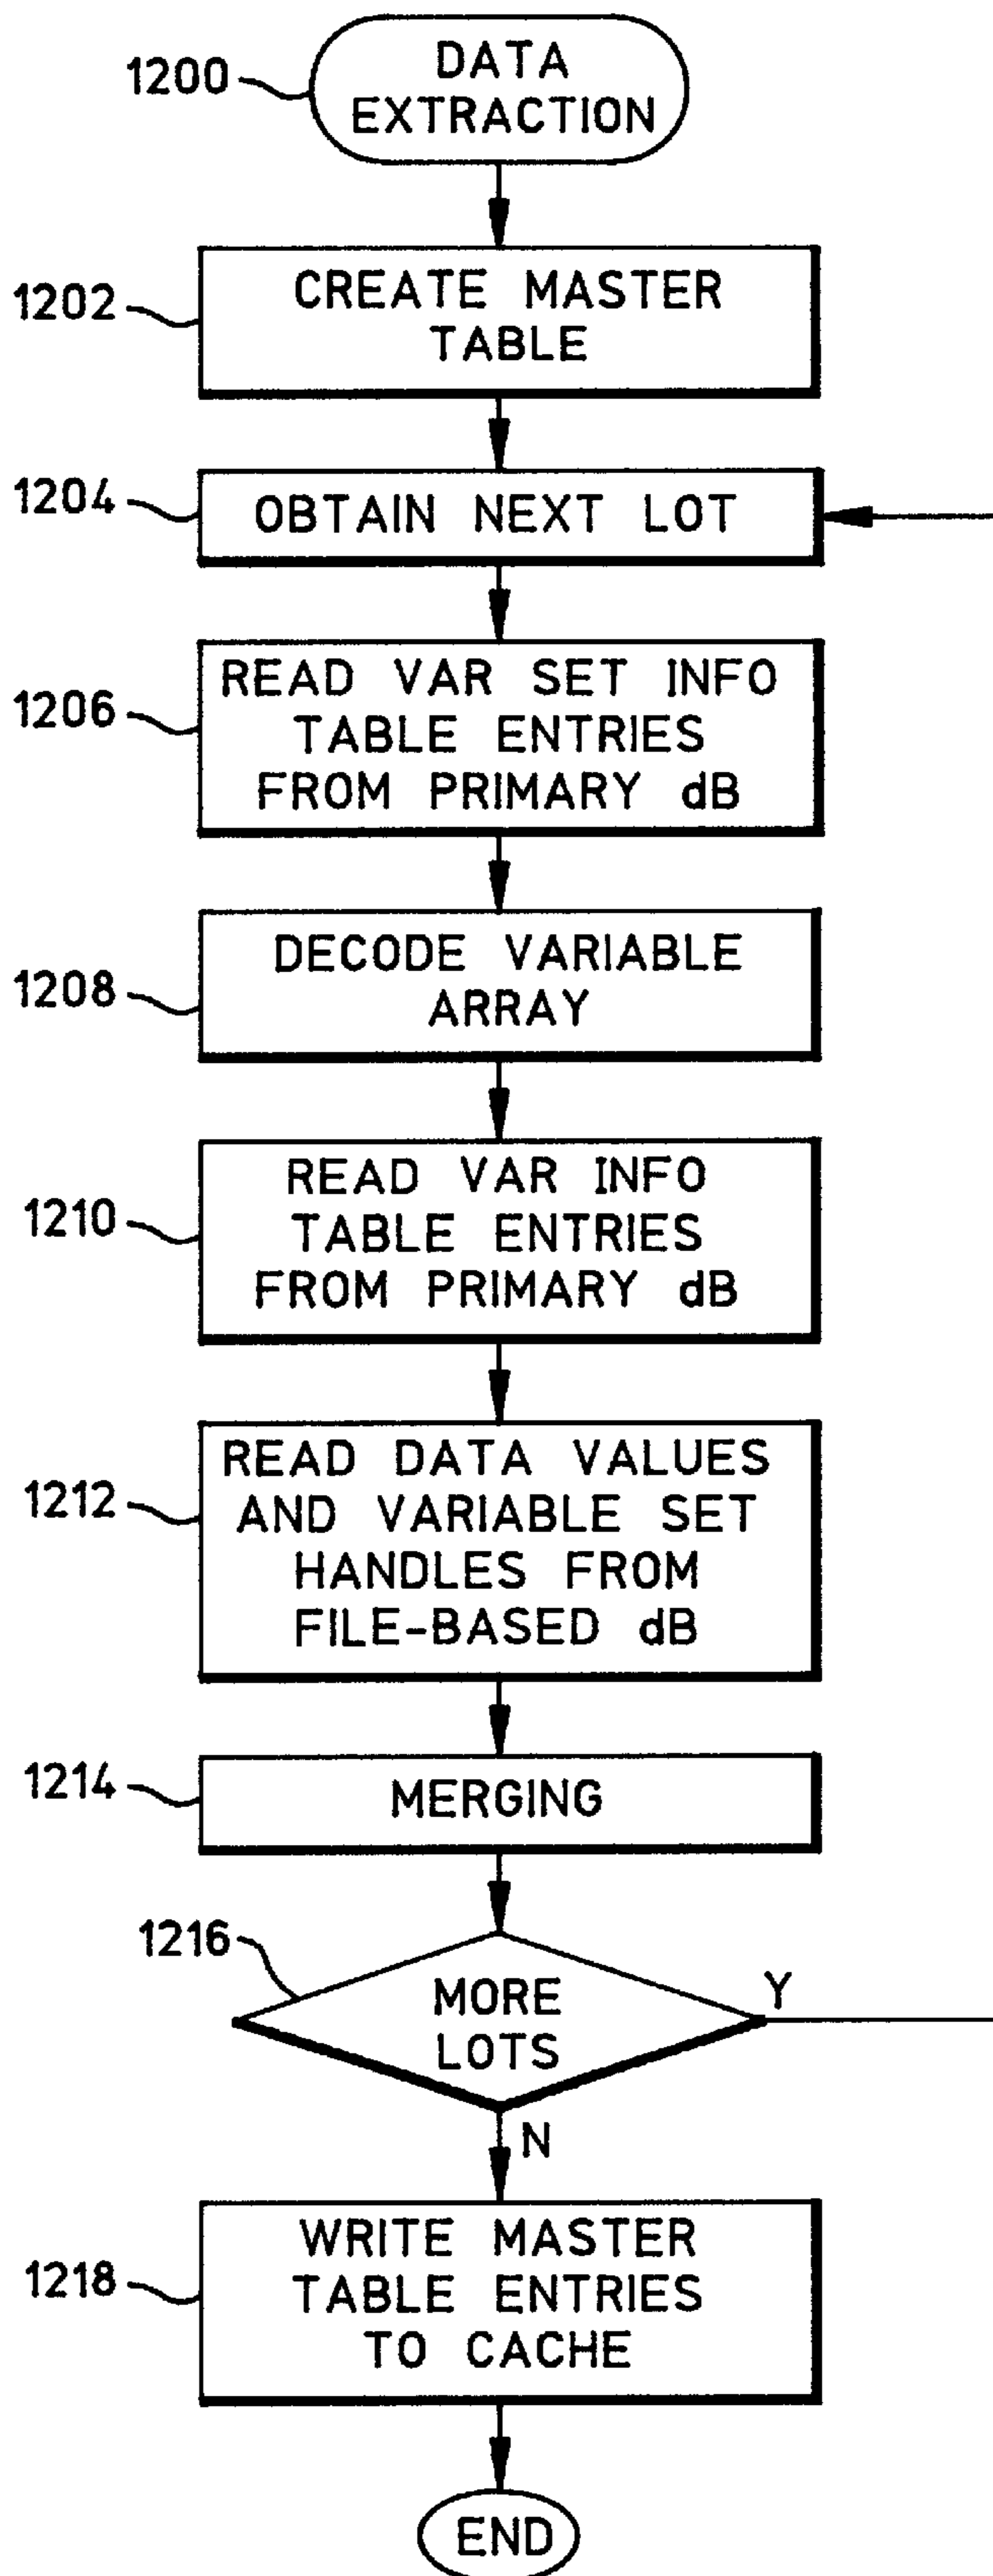 1200
DATA
EXTRACTION
1202
CREATE MASTER
TABLE
1204
OBTAIN NEXT LOT
1206
READ VAR SET INFO
TABLE ENTRIES
FROM PRIMARY dB
1208
DECODE VARIABLE
ARRAY
1210
READ VAR INFO
TABLE ENTRIES
FROM PRIMARY dB
1212
READ DATA VALUES
AND VARIABLE SET
HANDLES FROM
FILE-BASED dB
1214
MERGING
1216
MORE
LOTS
Y
N
1218
WRITE MASTER
TABLE ENTRIES
TO CACHE
END